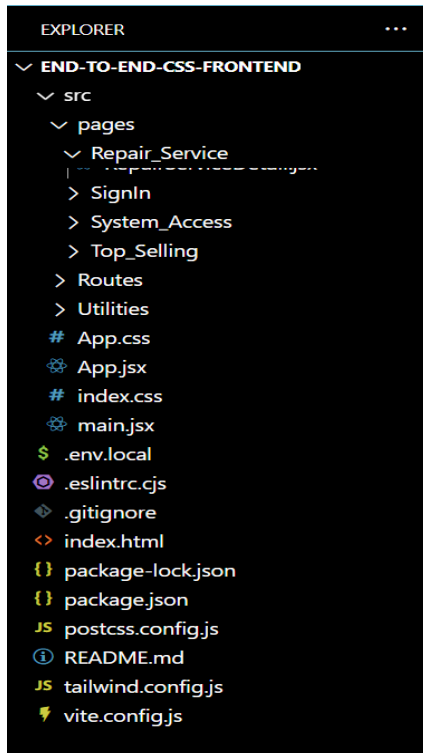 EXPLORER ...
END-TO-END-CSS-FRONTEND
src
pages
Repair_Service
SignIn
System_Access
Top_Selling
Routes
Utilities
# App.css
App.jsx
# index.css
main.jsx
$ .env.local
.eslintrc.cjs
.gitignore
<> index.html
{} package-lock.json
{} package.json
JS postcss.config.js
README.md
JS tailwind.config.js
vite.config.js